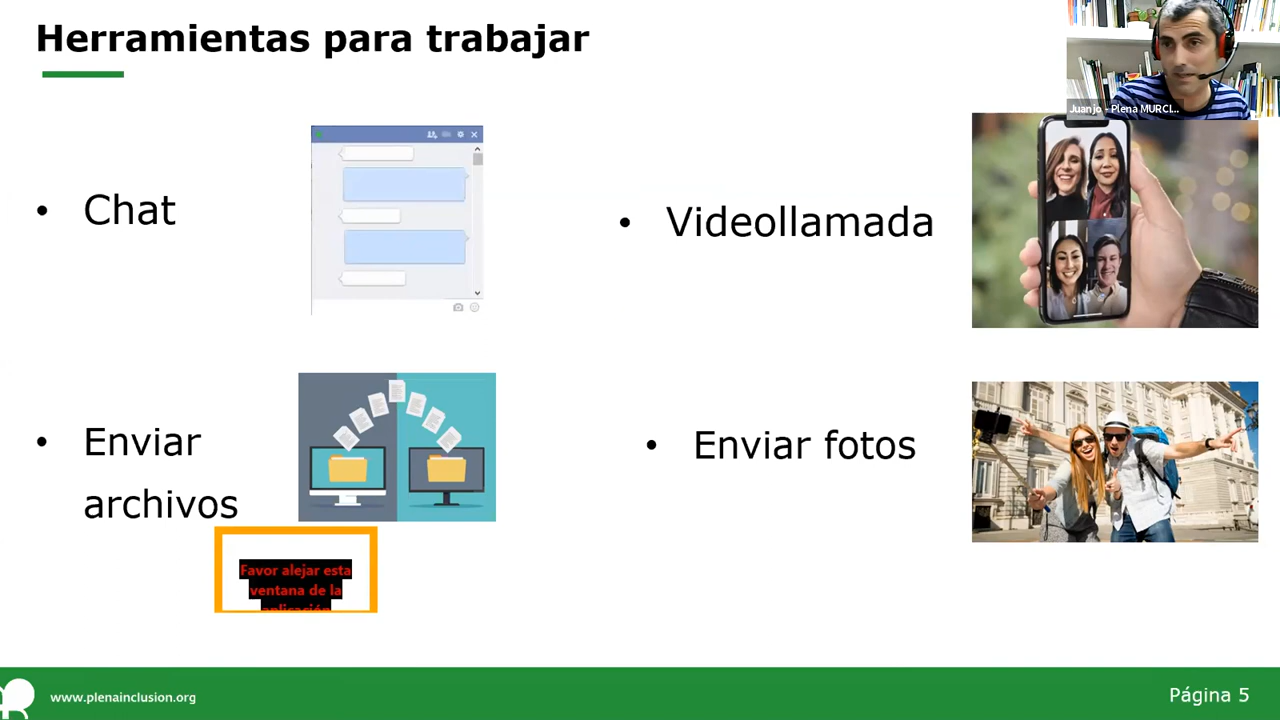 Herramientas para trabajar
Juanjo - Plena MURCI...
• Chat
• Videollamada
• Enviar
archivos
• Enviar fotos
Favor alejar esta
ventana de la
aplicación
www.plenainclusion.org
Página 5